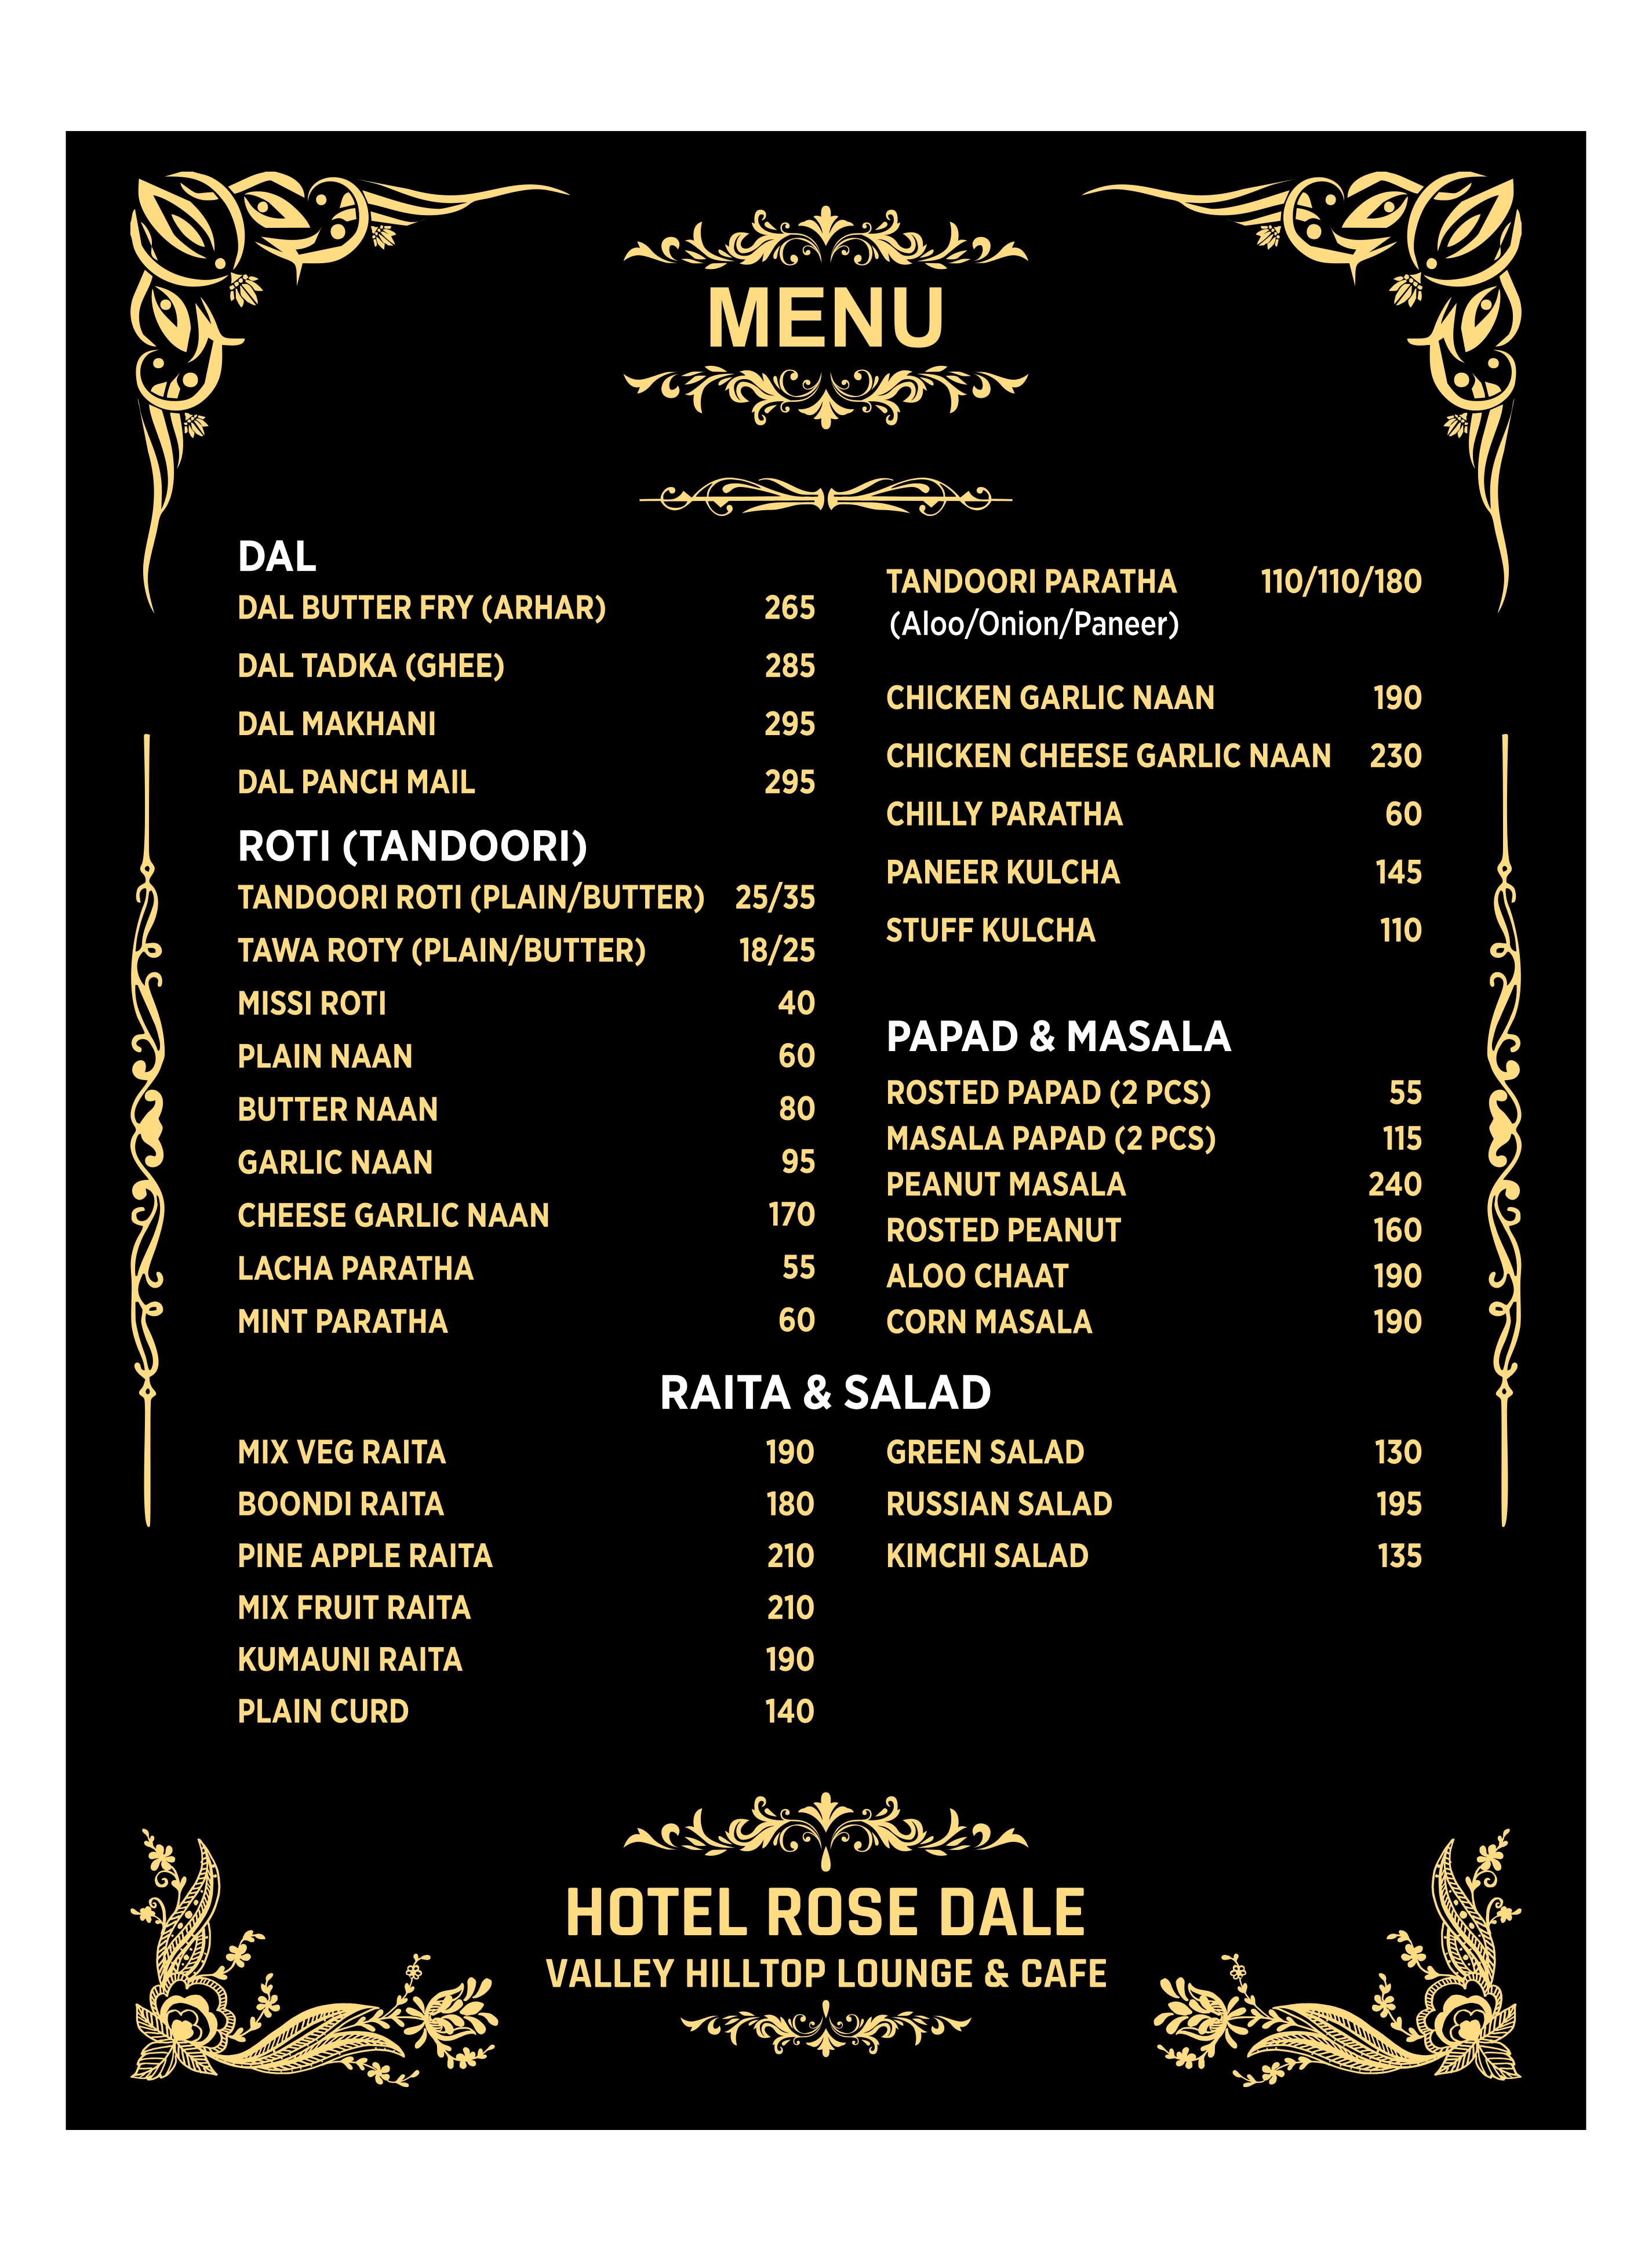 MENU
DAL
DAL BUTTER FRY (ARHAR) 265
DAL TADKA (GHEE) 285
DAL MAKHANI 295
DAL PANCH MAIL 295
ROTI (TANDOORI)
TANDOORI ROTI (PLAIN/BUTTER) 25/35
TAWA ROTY (PLAIN/BUTTER) 18/25
MISSI ROTI 40
PLAIN NAAN 60
BUTTER NAAN 80
GARLIC NAAN 95
CHEESE GARLIC NAAN 170
LACHA PARATHA 55
MINT PARATHA 60
TANDOORI PARATHA 110/110/180
(Aloo/Onion/Paneer)
CHICKEN GARLIC NAAN 190
CHICKEN CHEESE GARLIC NAAN 230
CHILLY PARATHA 60
PANEER KULCHA 145
STUFF KULCHA 110
PAPAD & MASALA
ROSTED PAPAD (2 PCS) 55
MASALA PAPAD (2 PCS) 115
PEANUT MASALA 240
ROSTED PEANUT 160
ALOO CHAAT 190
CORN MASALA 190
RAITA & SALAD
MIX VEG RAITA 190
BOONDI RAITA 180
PINE APPLE RAITA 210
MIX FRUIT RAITA 210
KUMAUNI RAITA 190
PLAIN CURD 140
GREEN SALAD 130
RUSSIAN SALAD 195
KIMCHI SALAD 135
HOTEL ROSE DALE
VALLEY HILLTOP LOUNGE & CAFE